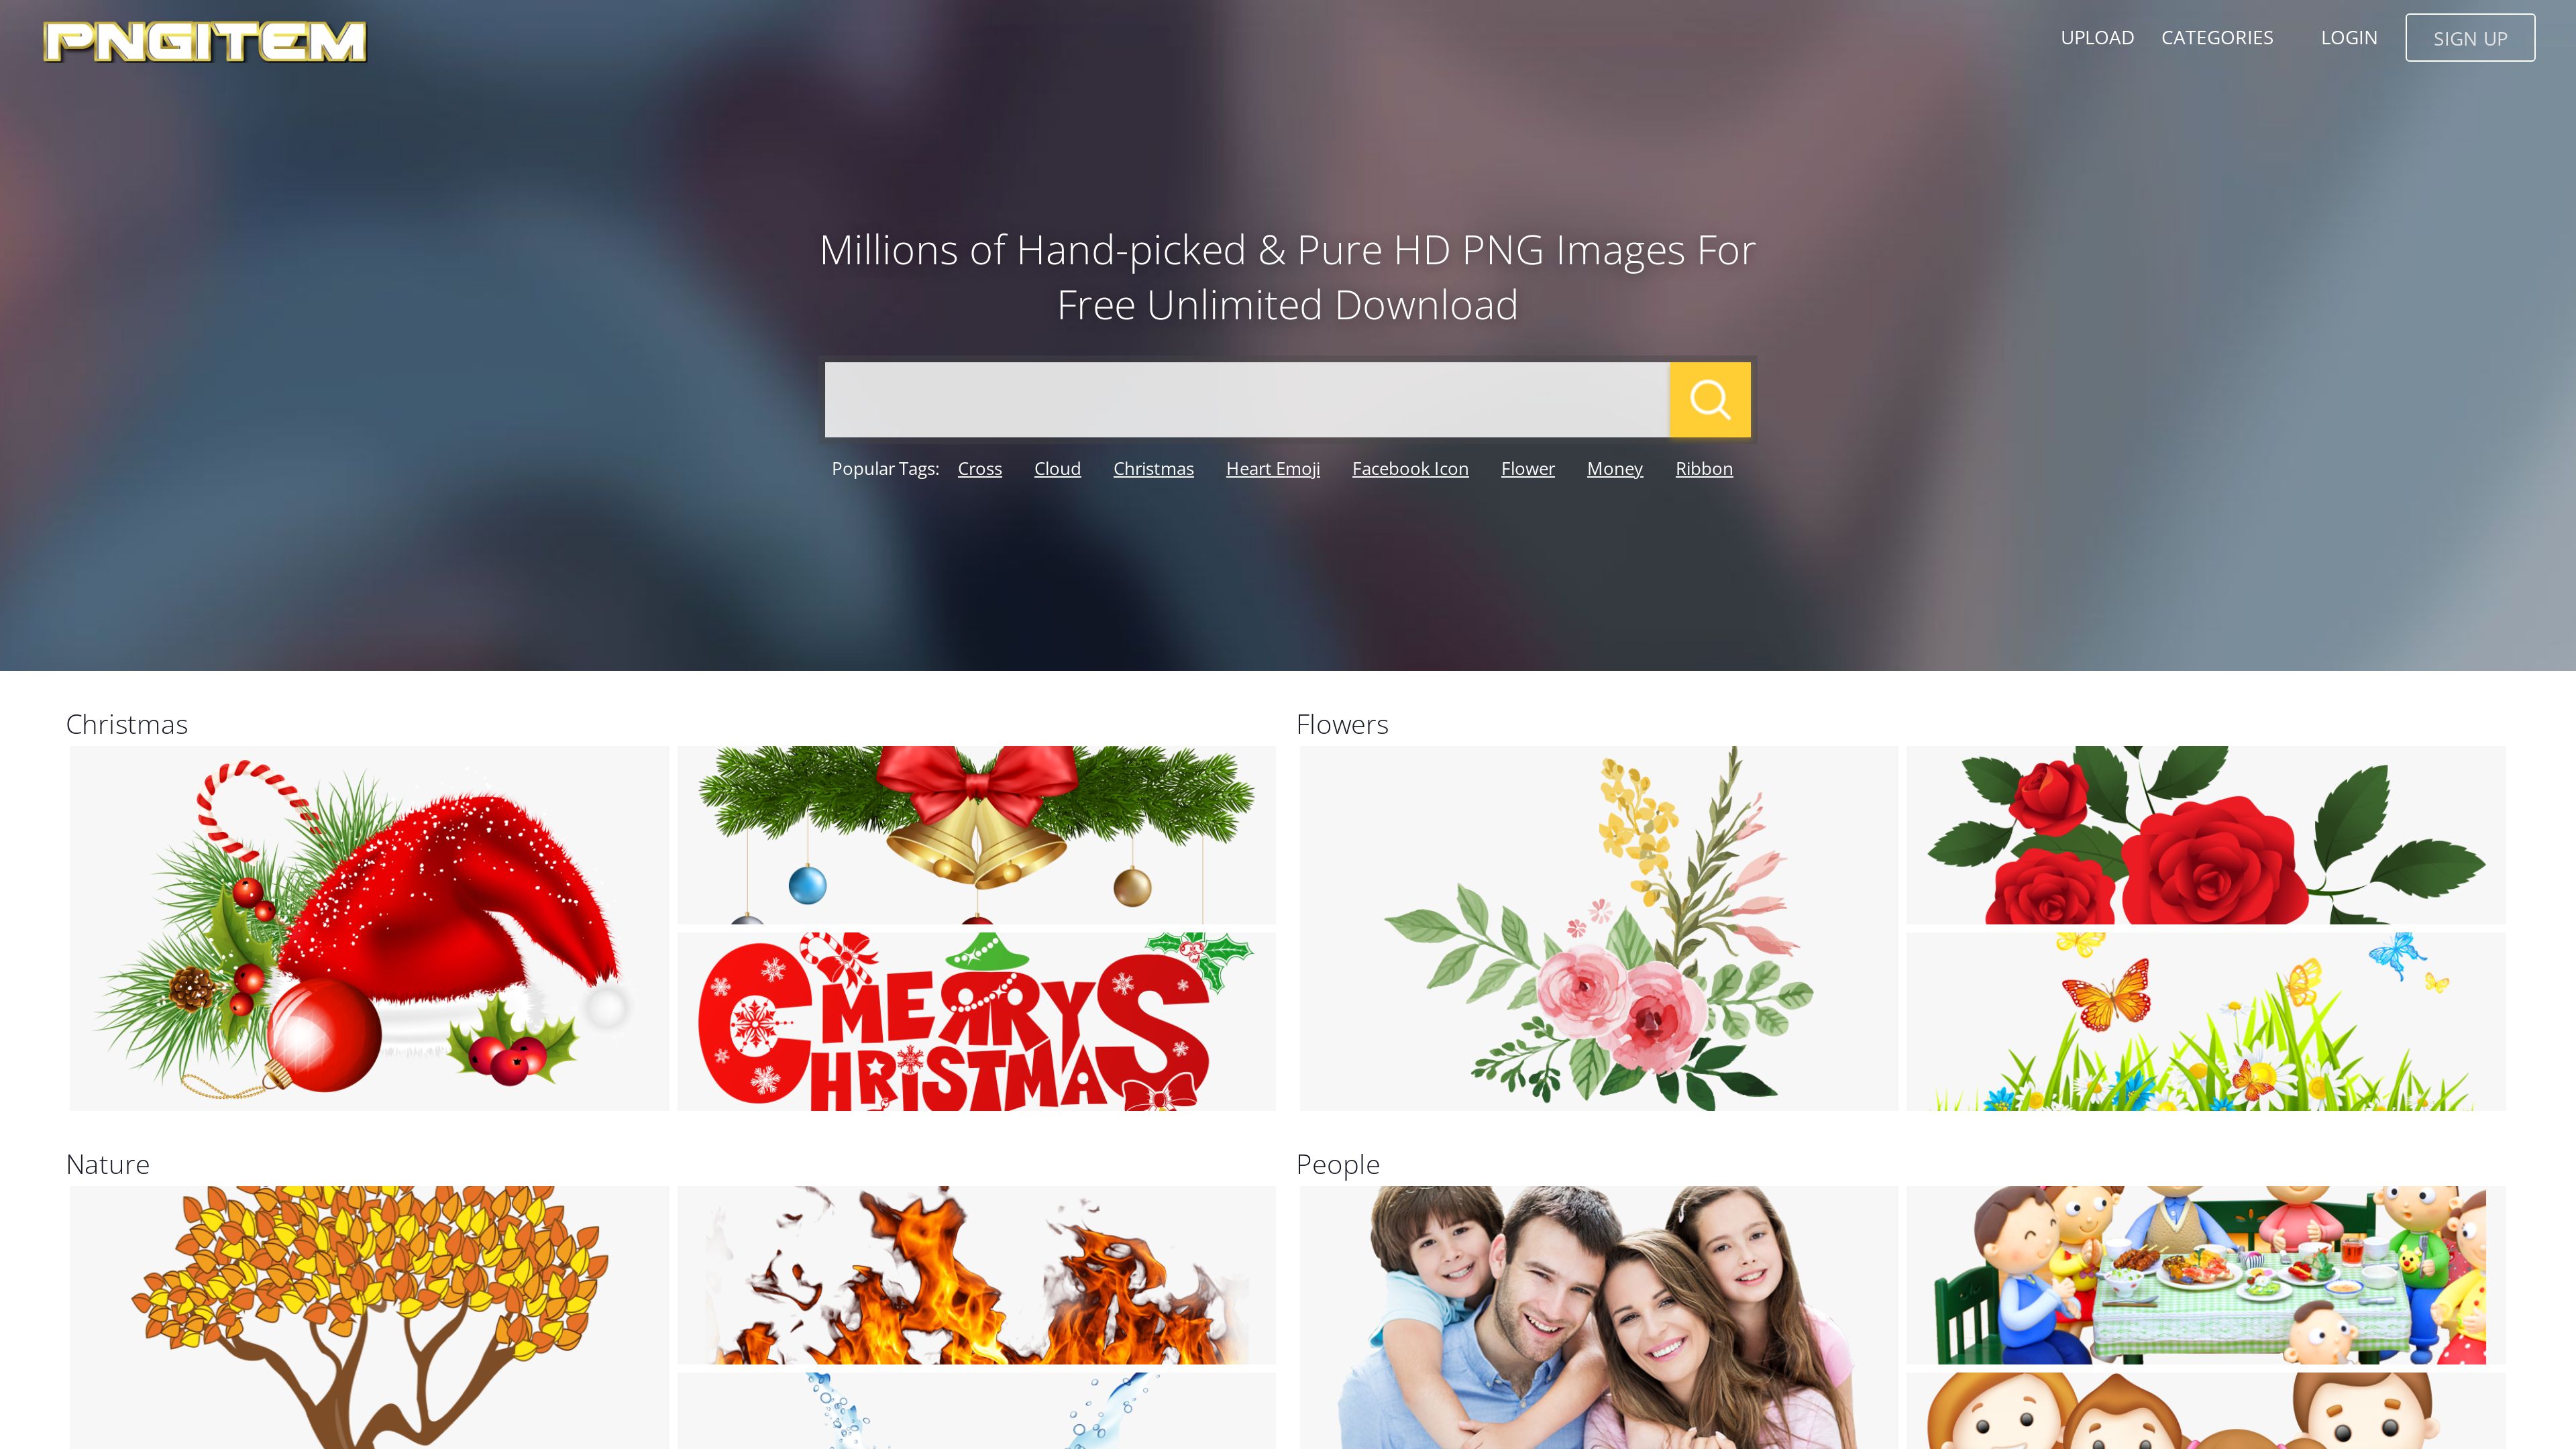 PNGITEM
UPLOAD CATEGORIES LOGIN SIGN UP
Millions of Hand-picked & Pure HD PNG Images For
Free Unlimited Download
Popular Tags: Cross Cloud Christmas Heart Emoji Facebook Icon Flower Money Ribbon
Christmas
Flowers
C MERRY S
CHRISTMAS
Nature
People